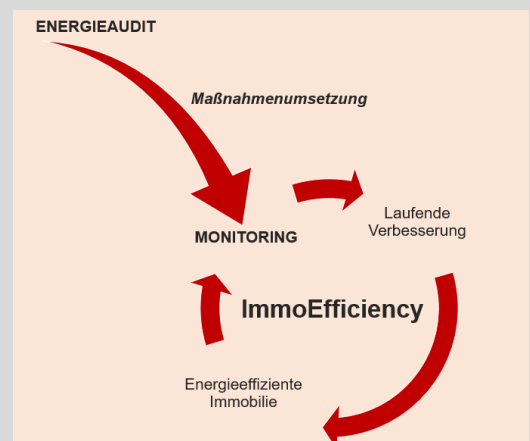 ENERGIEAUDIT
Maßnahmenumsetzung
Laufende
Verbesserung
MONITORING
ImmoEfficiency
Energieeffiziente
Immobilie